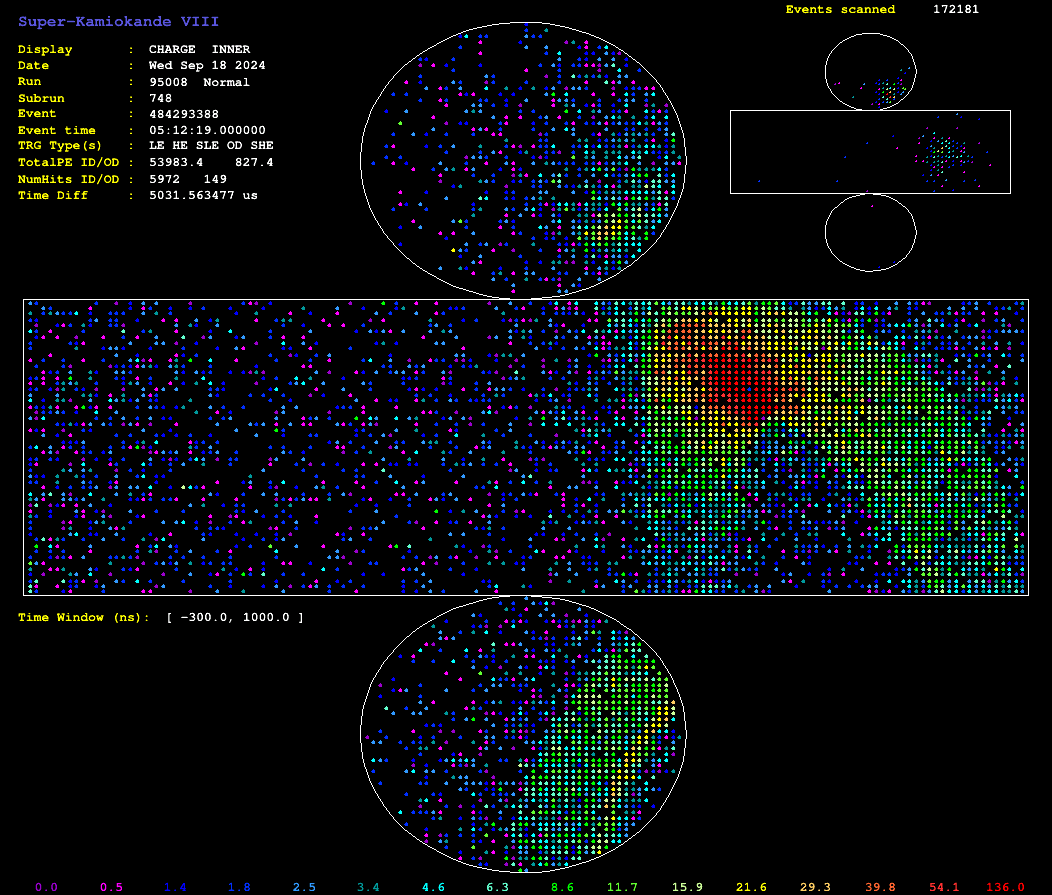 Super-Kamiokande VIII
Events scanned 172181
Display : CHARGE INNER
Date : Wed Sep 18 2024
Run : 95008 Normal
Subrun : 748
Event : 484293388
Event time : 05:12:19.000000
TRG Type(s) : LE HE SLE OD SHE
TotalPE ID/OD : 53983.4 827.4
NumHits ID/OD : 5972 149
Time Diff : 5031.563477 us
Time Window (ns): [ -300.0, 1000.0 ]
0.0 0.5 1.4 1.8 2.5 3.4 4.6 6.3 8.6 11.7 15.9 21.6 29.3 39.8 54.1 136.0